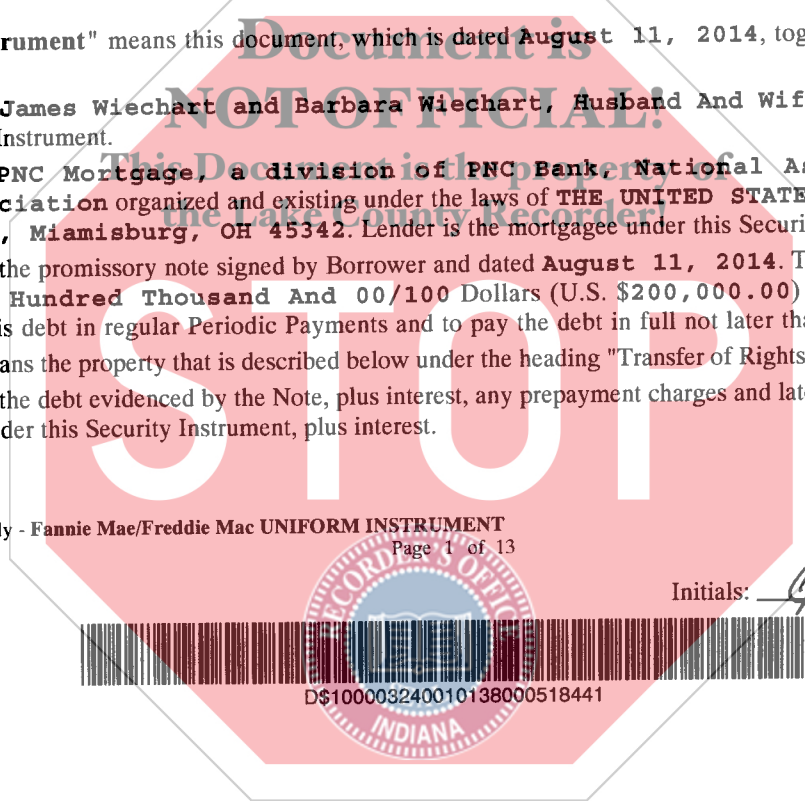 rument" means this document, which is dated August 11, 2014, tog
Document is
NOT OFFICIAL!
James Wiechart and Barbara Wiechart, Husband And Wif
Instrument.
This Document is the property of
the Lake County Recorder!
PNC Mortgage, a division of PNC Bank, National As
ciation organized and existing under the laws of THE UNITED STATE
, Miamisburg, OH 45342. Lender is the mortgagee under this Securi
the promissory note signed by Borrower and dated August 11, 2014. T
Hundred Thousand And 00/100 Dollars (U.S. $200,000.00)
is debt in regular Periodic Payments and to pay the debt in full not later tha
ans the property that is described below under the heading "Transfer of Rights
the debt evidenced by the Note, plus interest, any prepayment charges and late
der this Security Instrument, plus interest.
STOP
ly - Fannie Mae/Freddie Mac UNIFORM INSTRUMENT
Page 1 of 13
Initials:
RECORDER'S OFFICE
D$1000032400101380000518441
INDIANA